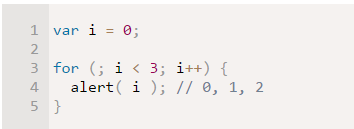 1 var i = 0;
2
3 for (; i < 3; i++) {
4   alert( i ); // 0, 1, 2
5 }